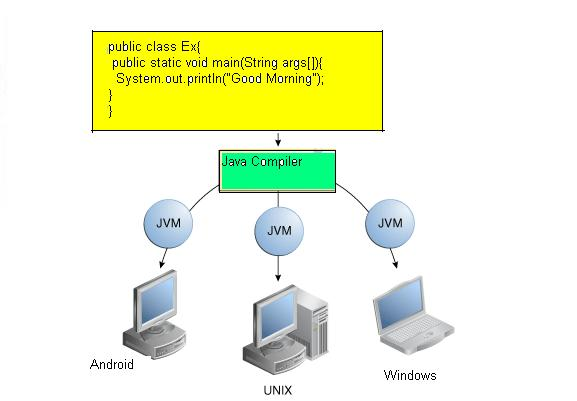 public class Ex{
public static void main(String args[]){
System.out.println("Good Morning");
}
}
Java Compiler
JVM
JVM
JVM
Android
UNIX
Windows